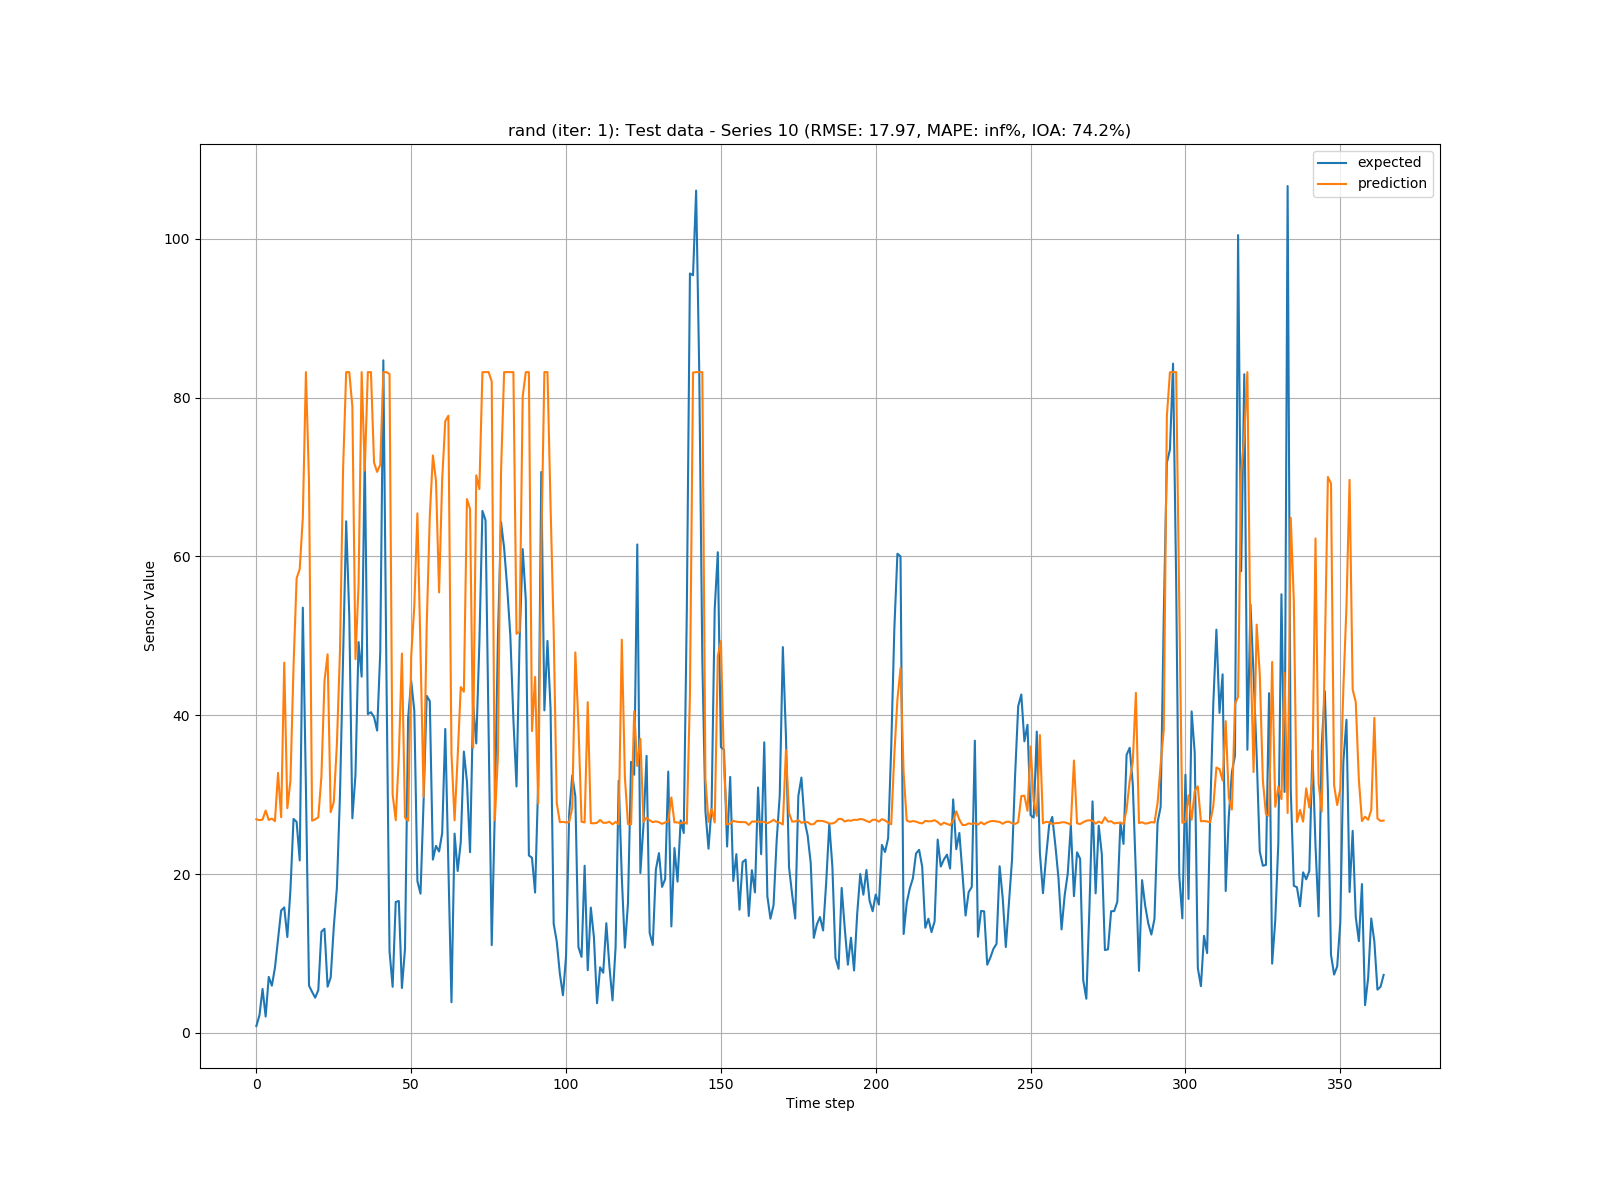 rand (iter: 1): Test data - Series 10 (RMSE: 17.97, MAPE: inf%, IOA: 74.2%)
expected
prediction
100
80
60
40
20
0
Sensor Value
0 50 100 150 200 250 300 350
Time step